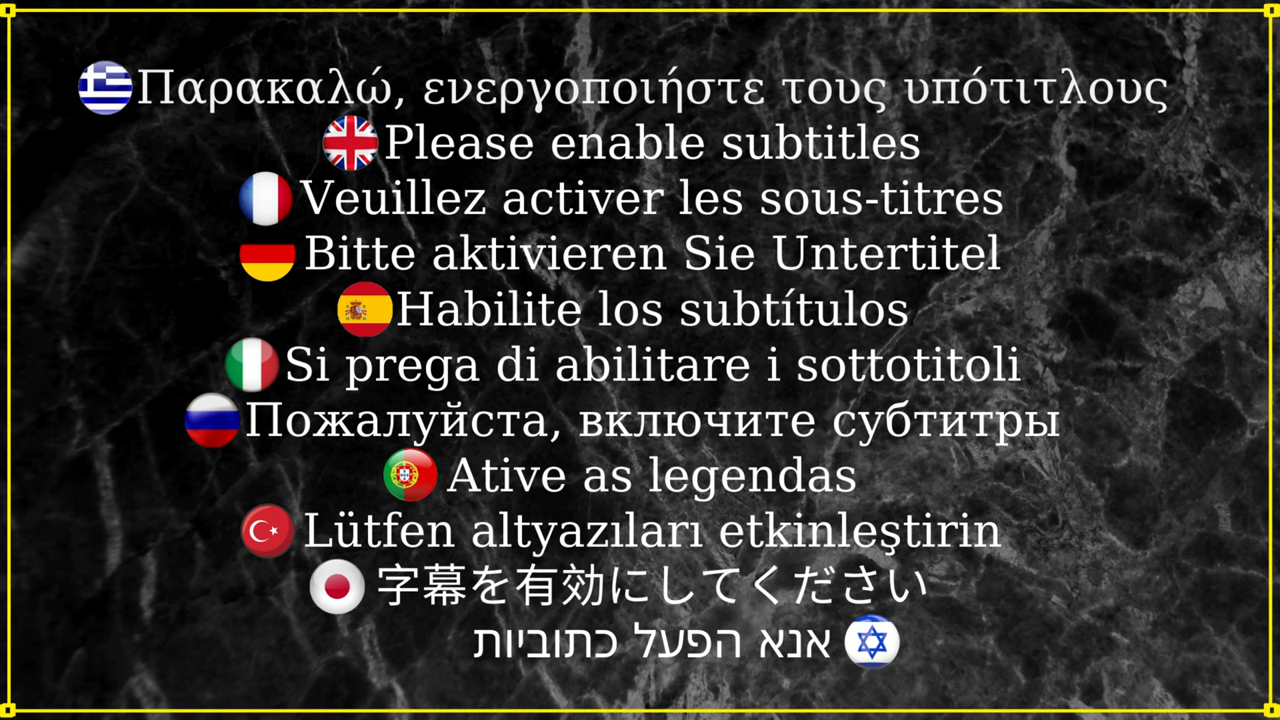 Παρακαλώ, ενεργοποιήστε τους υπότιτλους
Please enable subtitles
Veuillez activer les sous-titres
Bitte aktivieren Sie Untertitel
Habilite los subtítulos
Si prega di abilitare i sottotitoli
Пожалуйста, включите субтитры
Ative as legendas
Lütfen altyazıları etkinleştirin
字幕を有効にしてください
אנא הפעל כתוביות